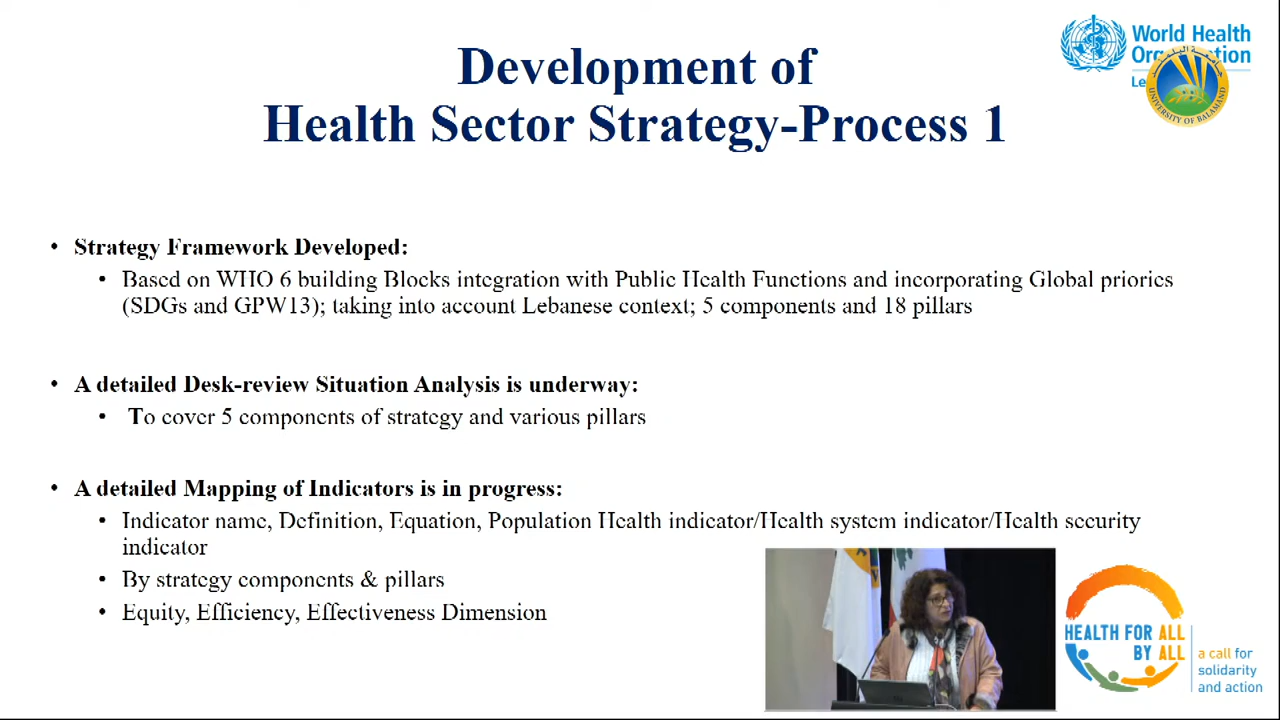 World Health
Development of
Health Sector Strategy-Process 1
UNIVERSITY OF BALAMAND
• Strategy Framework Developed:
• Based on WHO 6 building Blocks integration with Public Health Functions and incorporating Global priories
(SDGs and GPW13); taking into account Lebanese context; 5 components and 18 pillars
• A detailed Desk-review Situation Analysis is underway:
• To cover 5 components of strategy and various pillars
• A detailed Mapping of Indicators is in progress:
• Indicator name, Definition, Equation, Population Health indicator/Health system indicator/Health security
indicator
• By strategy components & pillars
• Equity, Efficiency, Effectiveness Dimension
HEALTH FOR ALL
BY ALL
a call for
solidarity
and action